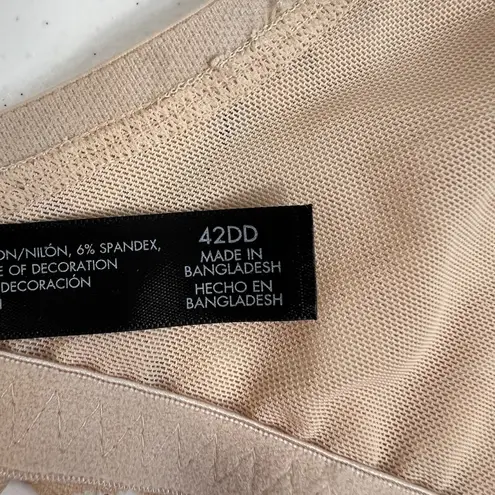 ON/NILÓN, 6% SPANDEX,
E OF DECORATION
DECORACIÓN
42DD
MADE IN
BANGLADESH
HECHO EN
BANGLADESH